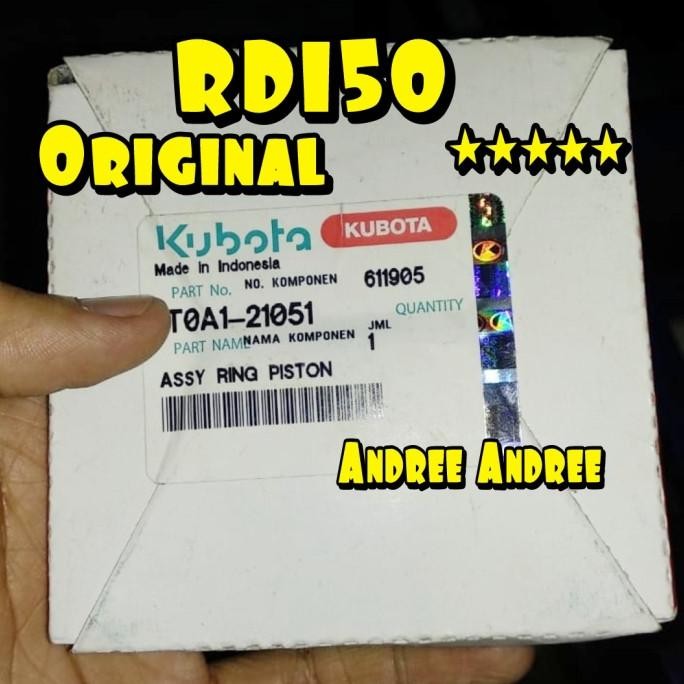 RDI50
ORIGINAL ★★★★★
Kubota KUBOTA
Made in Indonesia
PART No. NO. KOMPONEN 611905
T0A1-21051 QUANTITY
PART NAME NAMA KOMPONEN JML
1
ASSY RING PISTON
ANDREE ANDREE